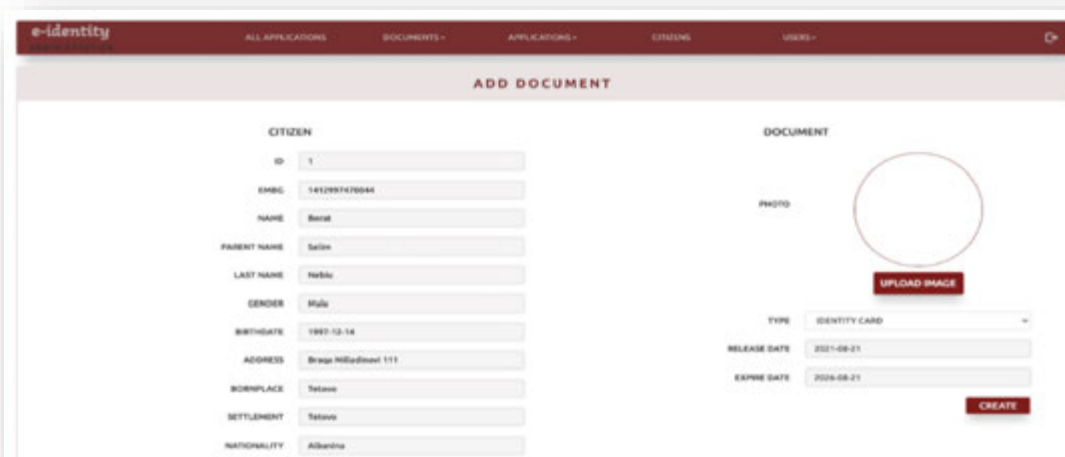 e-identity
ALL APPLICATIONS DOCUMENTS APPLICATIONS CITIZENS USERS
ADD DOCUMENT
CITIZEN
ID 1
EMBG 1412997470044
NAME Berat
PARENT NAME Salim
LAST NAME Nebiu
GENDER Male
BIRTHDATE 1997-12-14
ADDRESS Braqa Milladinovi 111
BORNPLACE Tetovo
SETTLEMENT Tetovo
NATIONALITY Albanina
DOCUMENT
PHOTO
UPLOAD IMAGE
TYPE IDENTITY CARD
RELEASE DATE 2021-08-21
EXPIRE DATE 2026-08-21
CREATE